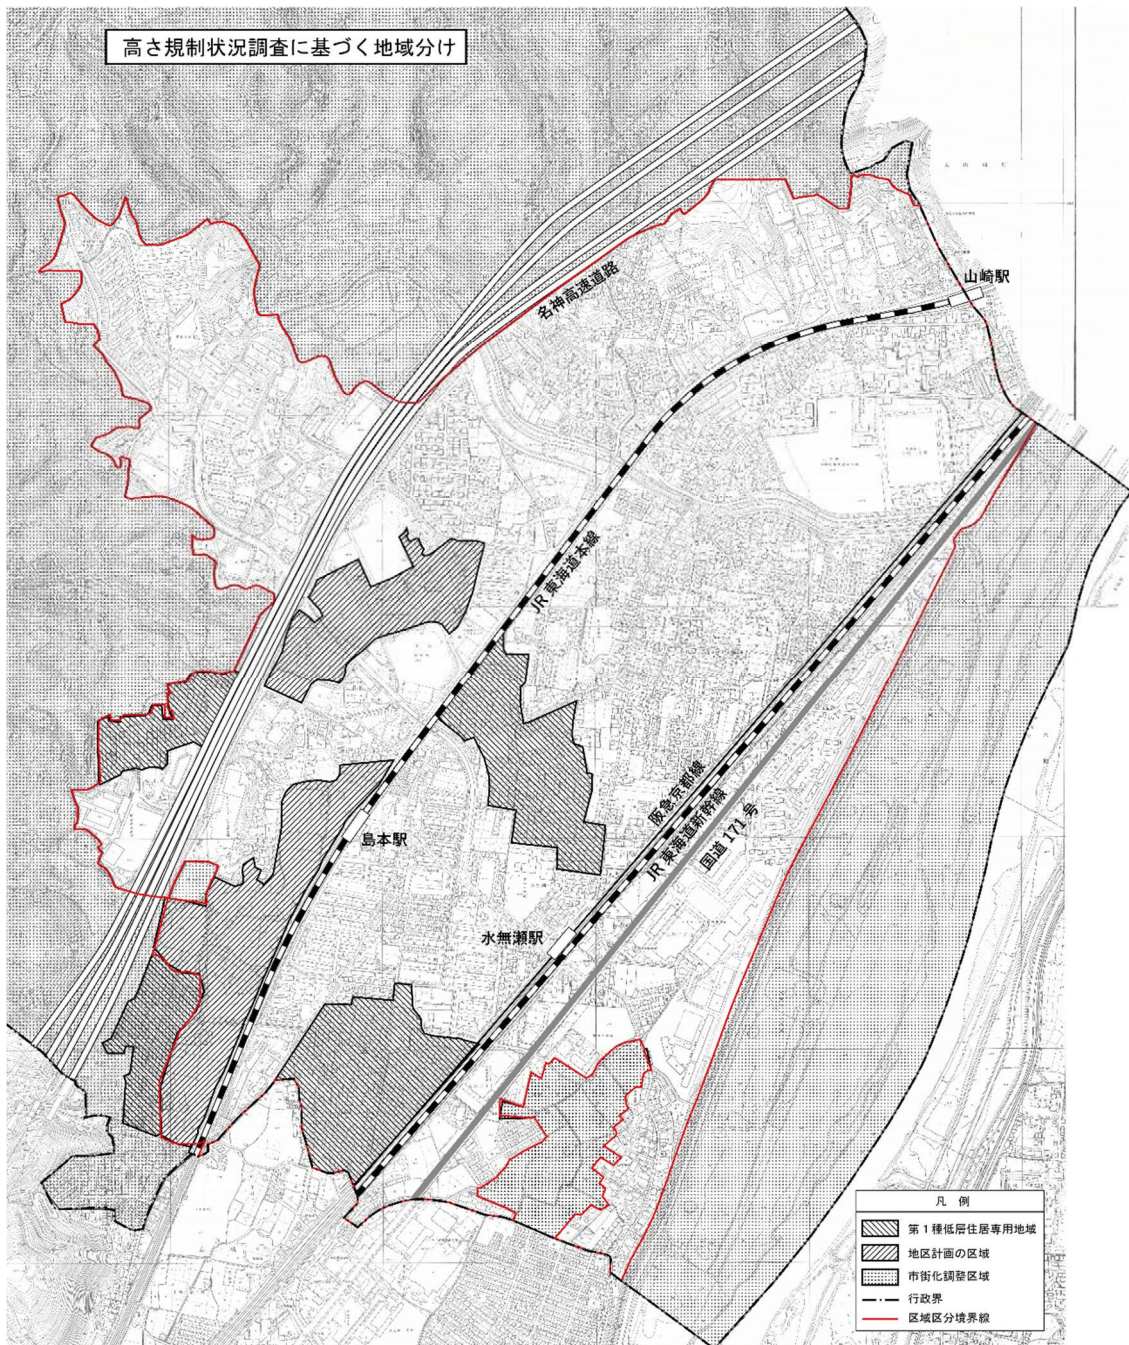 高さ規制状況調査に基づく地域分け
山崎駅
名神高速道路
JR東海道本線
阪急京都線
JR東海道新幹線
国道171号
島本駅
水無瀬駅
凡例
第1種低層住居専用地域
地区計画の区域
市街化調整区域
行政界
区域区分境界線